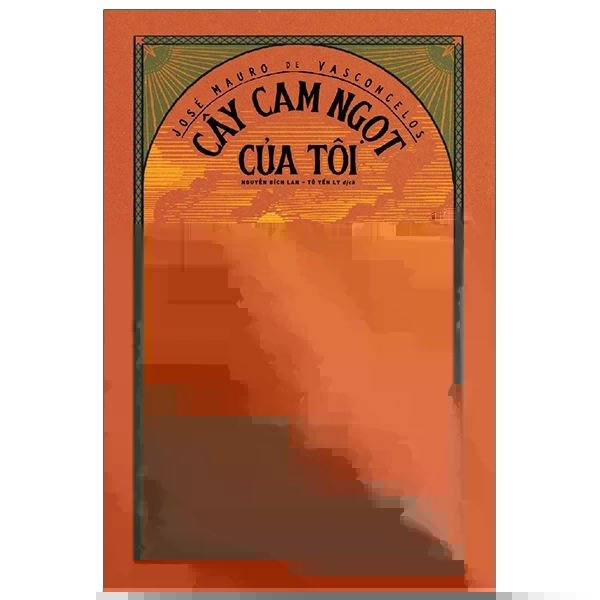 JOSÉ MAURO DE VASCONCELOS
CÂY CAM NGỌT
CỦA TÔI
NGUYỄN BÍCH LAN - TÔ YẾN LY dịch